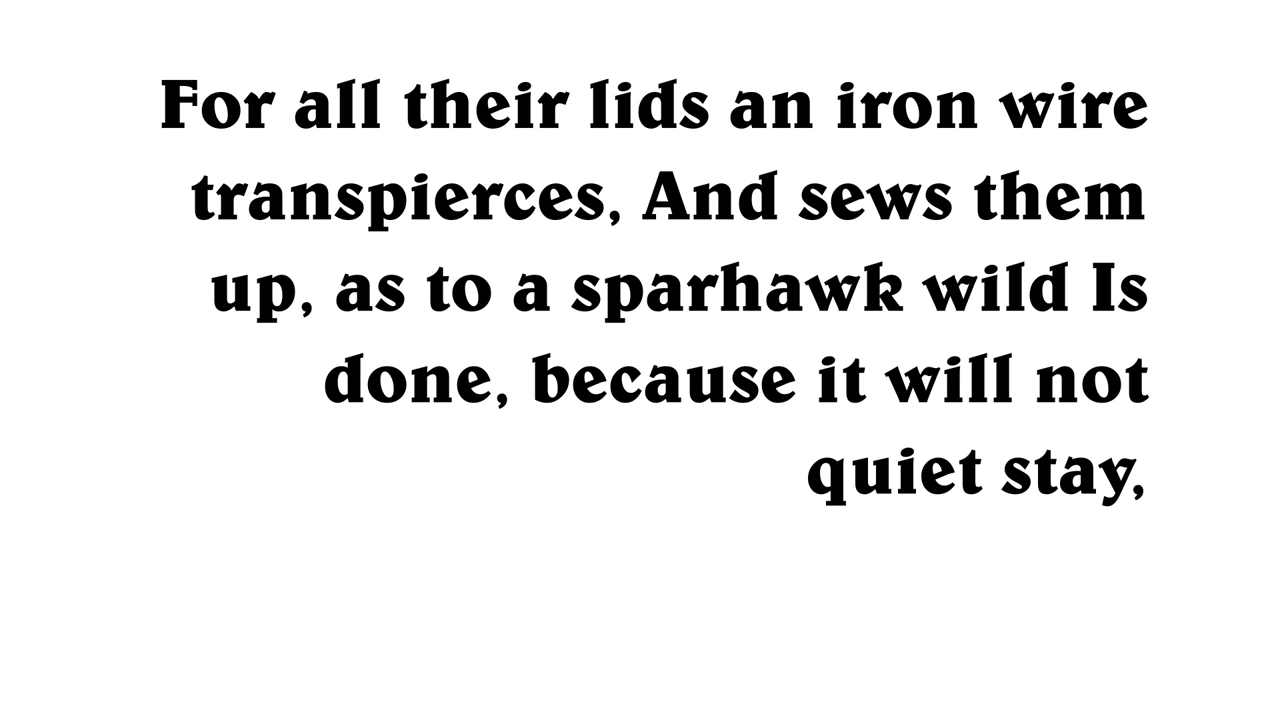 For all their lids an iron wire
transpierces, And sews them
up, as to a sparhawk wild Is
done, because it will not
quiet stay,